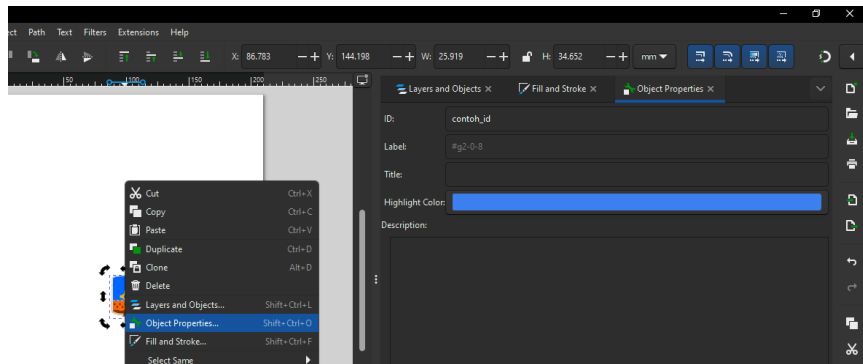 ect Path Text Filters Extensions Help
X: 86.783 Y: 144.198 W: 25.919 H: 34.652 mm
50 100 150 200 250
Layers and Objects Fill and Stroke Object Properties
ID: contoh_id
Label: #g2-0-8
Title:
Highlight Color:
Description:
Cut Ctrl+X
Copy Ctrl+C
Paste Ctrl+V
Duplicate Ctrl+D
Clone Alt+D
Delete
Layers and Objects... Shift+Ctrl+L
Object Properties... Shift+Ctrl+O
Fill and Stroke... Shift+Ctrl+F
Select Same